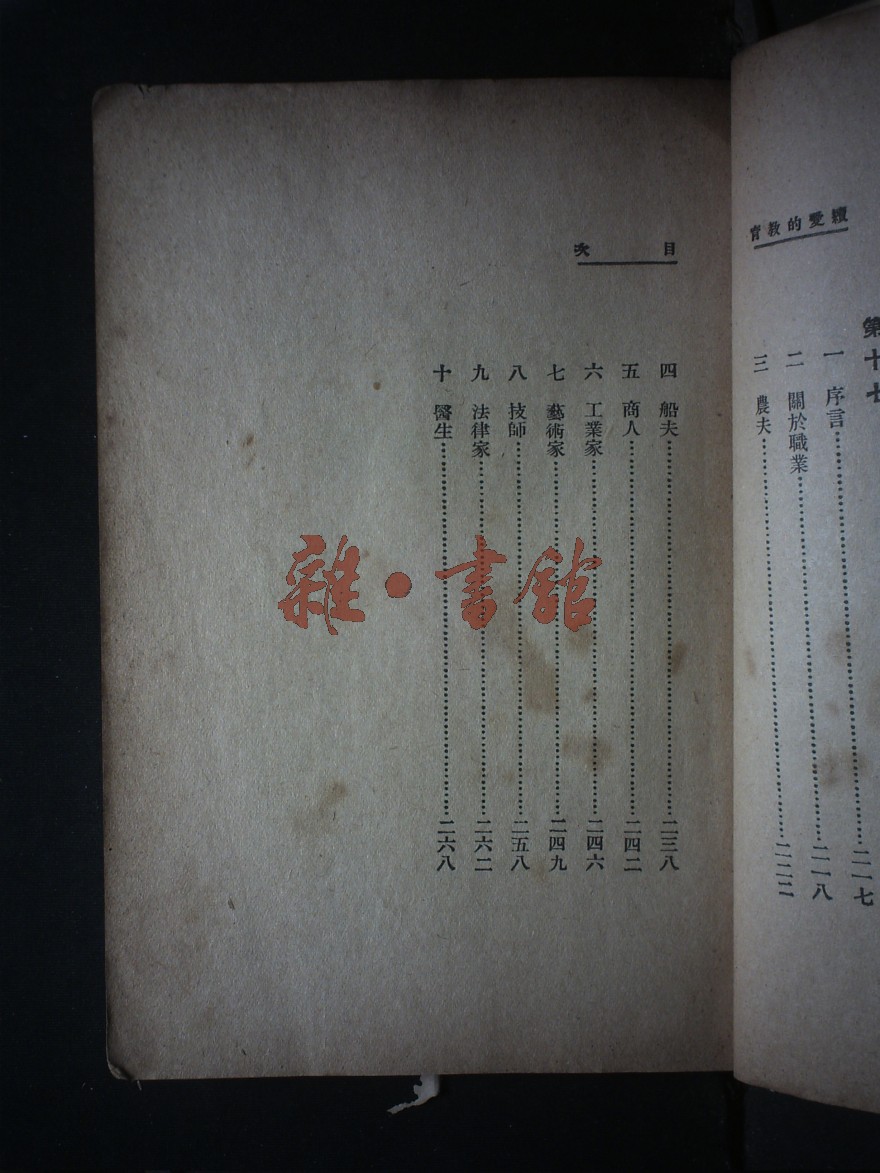 續愛的教育
第十七
一 序言……二一七
二 關於職業……二一八
三 農夫……二二二
目次
四 船夫……二三八
五 商人……二四二
六 工業家……二四六
七 藝術家……二四九
八 技師……二五八
九 法律家……二六二
十 醫生……二六八
雜·書館